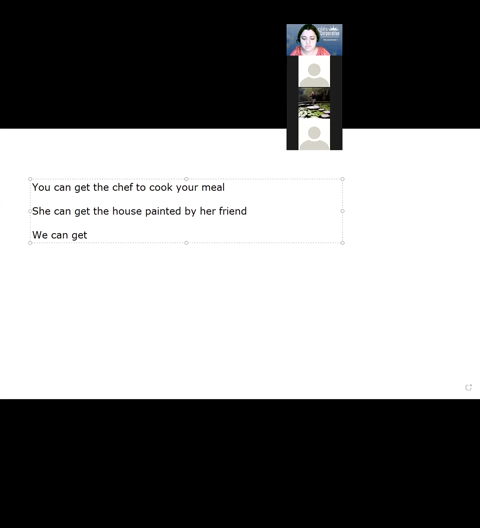 You can get the chef to cook your meal
She can get the house painted by her friend
We can get